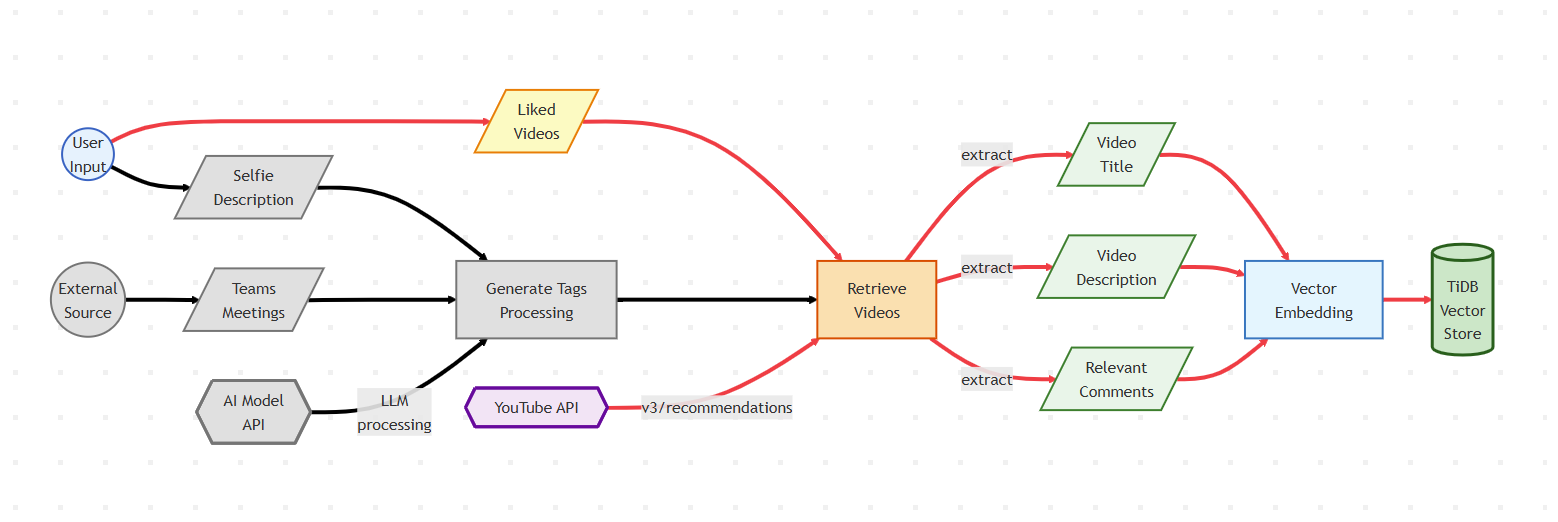 User
Input
Selfie
Description
Liked
Videos
External
Source
Teams
Meetings
AI Model
API
LLM
processing
Generate Tags
Processing
YouTube API
v3/recommendations
Retrieve
Videos
extract
extract
extract
Video
Title
Video
Description
Relevant
Comments
Vector
Embedding
TiDB
Vector
Store